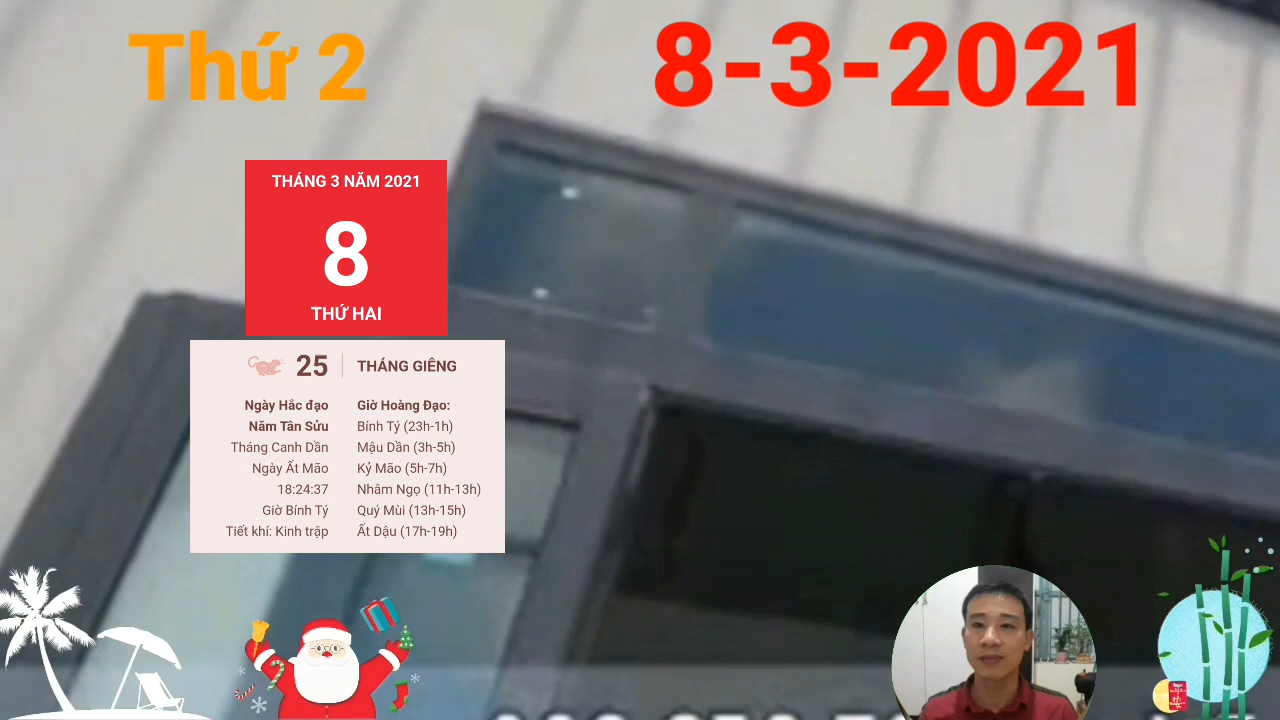 Thứ 2
8-3-2021
THÁNG 3 NĂM 2021
8
THỨ HAI
25
THÁNG GIÊNG
Ngày Hắc đạo
Năm Tân Sửu
Tháng Canh Dần
Ngày Ất Mão
18:24:37
Giờ Bính Tý
Tiết khí: Kinh trập
Giờ Hoàng Đạo:
Bính Tý (23h-1h)
Mậu Dần (3h-5h)
Kỷ Mão (5h-7h)
Nhâm Ngọ (11h-13h)
Quý Mùi (13h-15h)
Ất Dậu (17h-19h)